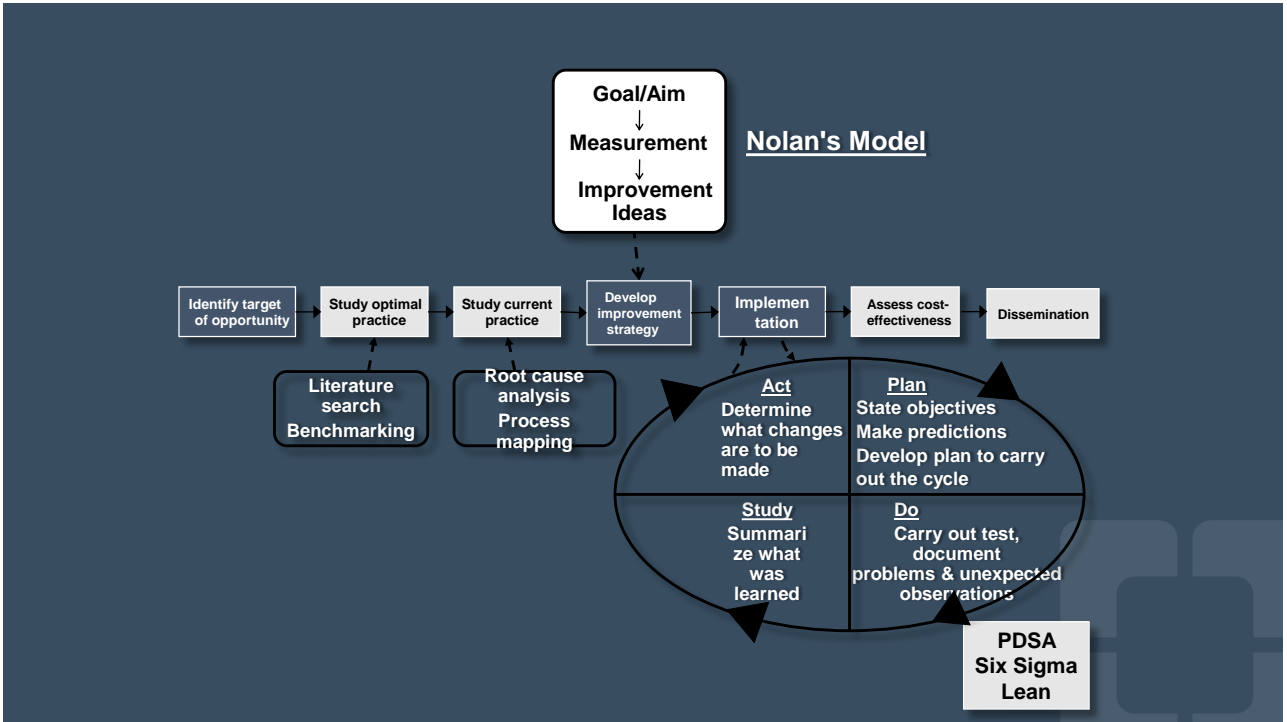 Goal/Aim
Measurement
Improvement
Ideas
Nolan's Model
Identify target
of opportunity
Study optimal
practice
Study current
practice
Develop
improvement
strategy
Implemen
tation
Assess cost-
effectiveness
Dissemination
Literature
search
Benchmarking
Root cause
analysis
Process
mapping
Act
Determine
what changes
are to be
made
Plan
State objectives
Make predictions
Develop plan to carry
out the cycle
Study
Summari
ze what
was
learned
Do
Carry out test,
document
problems & unexpected
observations
PDSA
Six Sigma
Lean